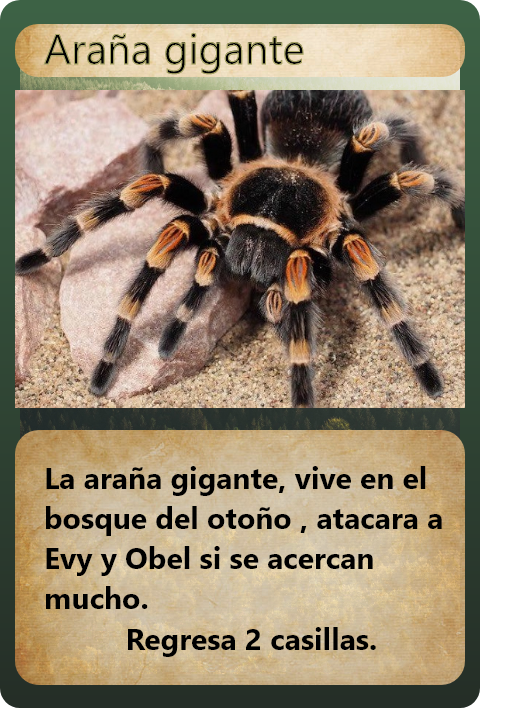 Araña gigante
La araña gigante, vive en el
bosque del otoño , atacara a
Evy y Obel si se acercan
mucho.
Regresa 2 casillas.